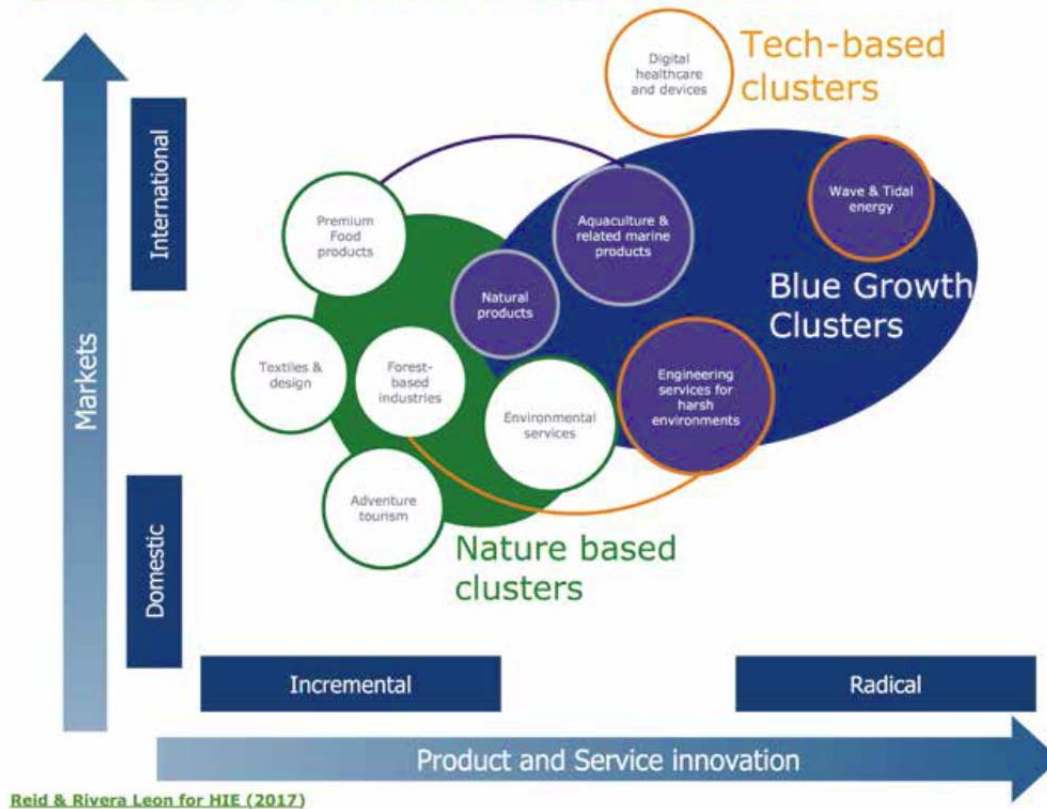 Tech-based
clusters
Digital
healthcare
and devices
International
Markets
Domestic
Premium
Food
products
Aquaculture &
related marine
products
Wave & Tidal
energy
Natural
products
Blue Growth
Clusters
Textiles &
design
Forest-
based
industries
Environmental
services
Engineering
services for
harsh
environments
Adventure
tourism
Nature based
clusters
Incremental
Radical
Product and Service innovation
Reid & Rivera Leon for HIE (2017)